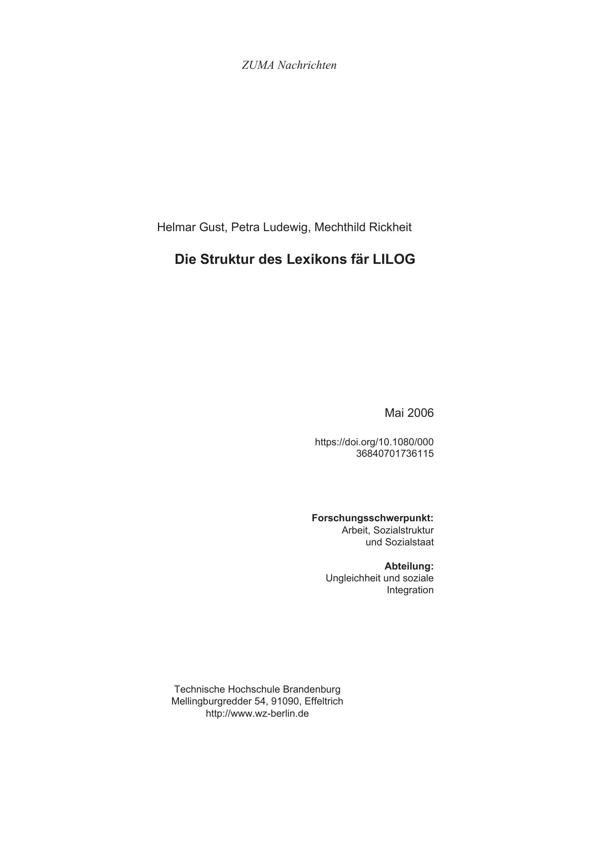 ZUMA Nachrichten
Helmar Gust, Petra Ludewig, Mechthild Rickheit
Die Struktur des Lexikons fär LILOG
Mai 2006
https://doi.org/10.1080/000
36840701736115
Forschungsschwerpunkt:
Arbeit, Sozialstruktur
und Sozialstaat
Abteilung:
Ungleichheit und soziale
Integration
Technische Hochschule Brandenburg
Mellingburgredder 54, 91090, Effeltrich
http://www.wz-berlin.de